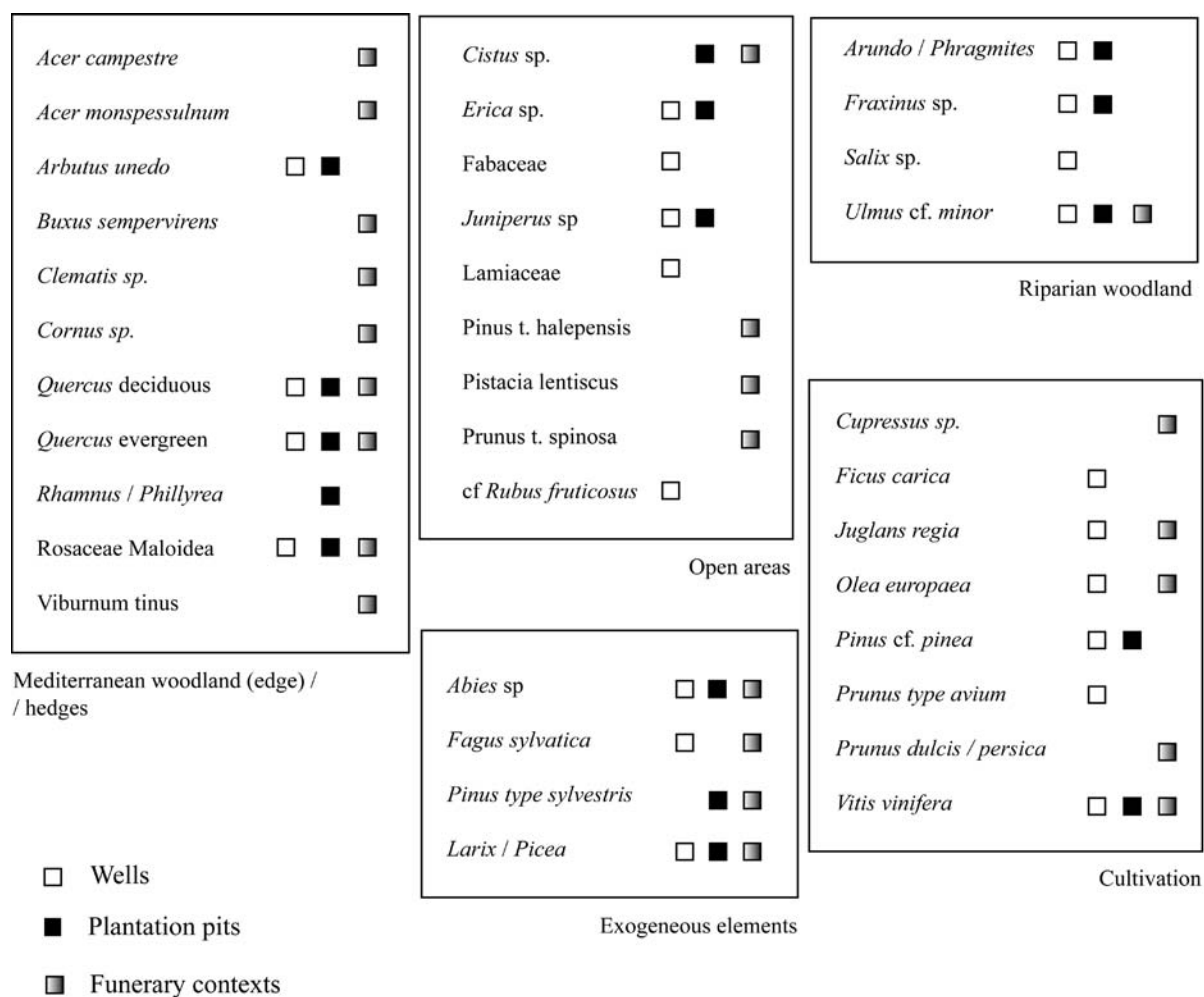 Acer campestre
Acer monspessulnum
Arbutus unedo
Buxus sempervirens
Clematis sp.
Cornus sp.
Quercus deciduous
Quercus evergreen
Rhamnus / Phillyrea
Rosaceae Maloidea
Viburnum tinus
Mediterranean woodland (edge) /
/ hedges
Cistus sp.
Erica sp.
Fabaceae
Juniperus sp
Lamiaceae
Pinus t. halepensis
Pistacia lentiscus
Prunus t. spinosa
cf Rubus fruticosus
Open areas
Arundo / Phragmites
Fraxinus sp.
Salix sp.
Ulmus cf. minor
Riparian woodland
Abies sp
Fagus sylvatica
Pinus type sylvestris
Larix / Picea
Exogeneous elements
Cupressus sp.
Ficus carica
Juglans regia
Olea europaea
Pinus cf. pinea
Prunus type avium
Prunus dulcis / persica
Vitis vinifera
Cultivation
Wells
Plantation pits
Funerary contexts